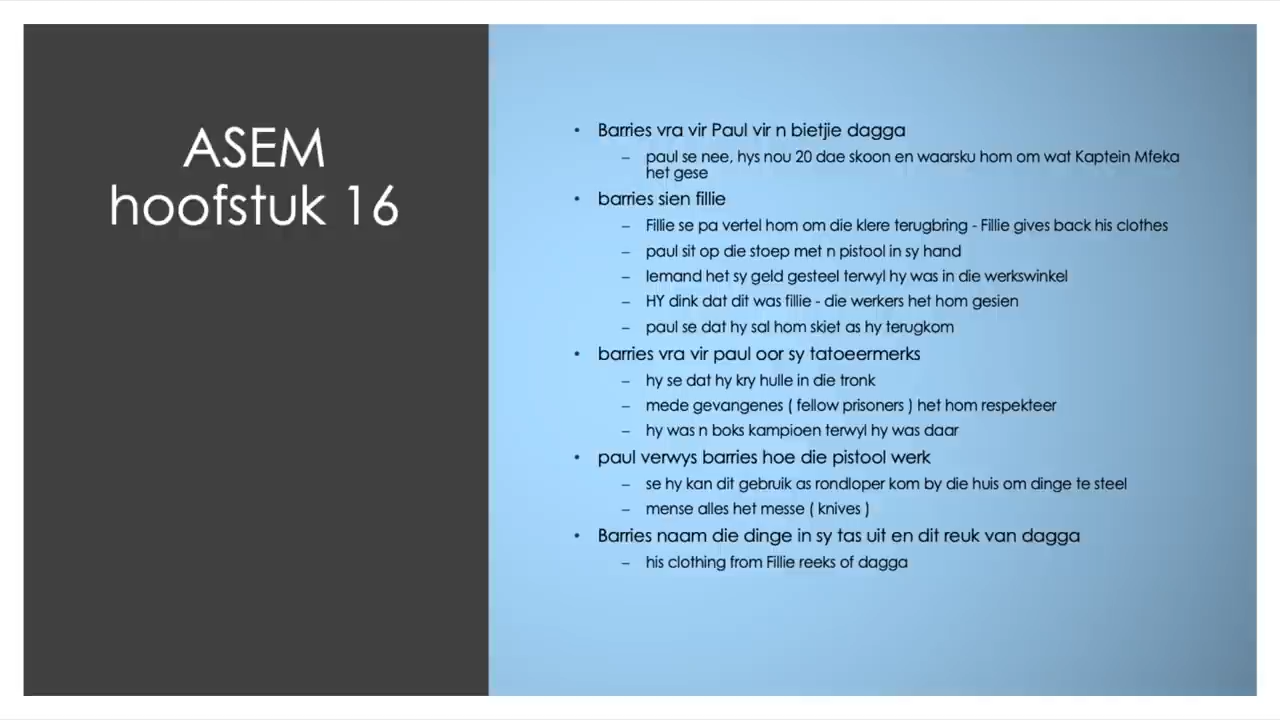 ASEM
hoofstuk 16
• Barries vra vir Paul vir n bietjie dagga
– paul se nee, hys nou 20 dae skoon en waarsku hom om wat Kaptein Mfeka
het gese
• barries sien fillie
– Fillie se pa vertel hom om die klere terugbring - Fillie gives back his clothes
– paul sit op die stoep met n pistool in sy hand
– Iemand het sy geld gesteel terwyl hy was in die werkswinkel
– HY dink dat dit was fillie - die werkers het hom gesien
– paul se dat hy sal hom skiet as hy terugkom
• barries vra vir paul oor sy tatoeermerks
– hy se dat hy kry hulle in die tronk
– mede gevangenes ( fellow prisoners ) het hom respekteer
– hy was n boks kampioen terwyl hy was daar
• paul verwys barries hoe die pistool werk
– se hy kan dit gebruik as rondloper kom by die huis om dinge te steel
– mense alles het messe ( knives )
• Barries naam die dinge in sy tas uit en dit reuk van dagga
– his clothing from Fillie reeks of dagga